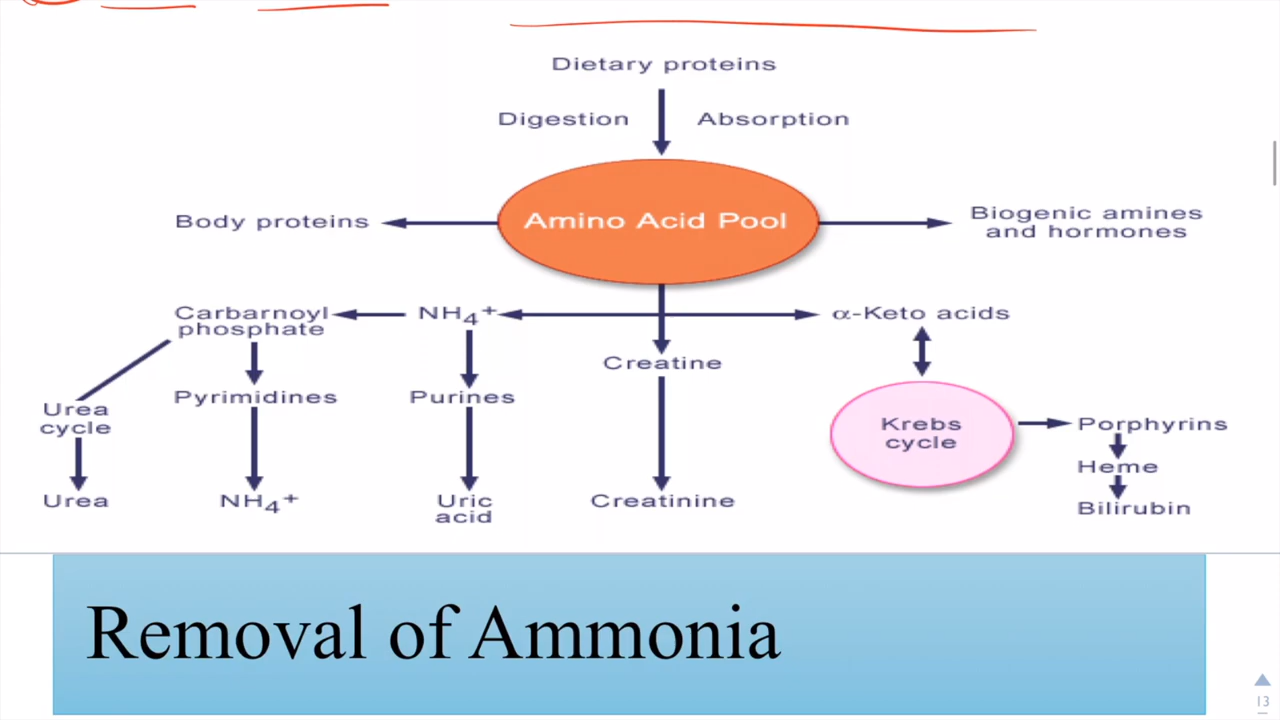 Dietary proteins
Digestion
Absorption
Amino Acid Pool
Body proteins
Biogenic amines
and hormones
Carbarnoyl
phosphate
NH₄⁺
α-Keto acids
Creatine
Pyrimidines
Purines
Urea
cycle
Krebs
cycle
Porphyrins
Heme
Bilirubin
Urea
NH₄⁺
Uric
acid
Creatinine
Removal of Ammonia
13